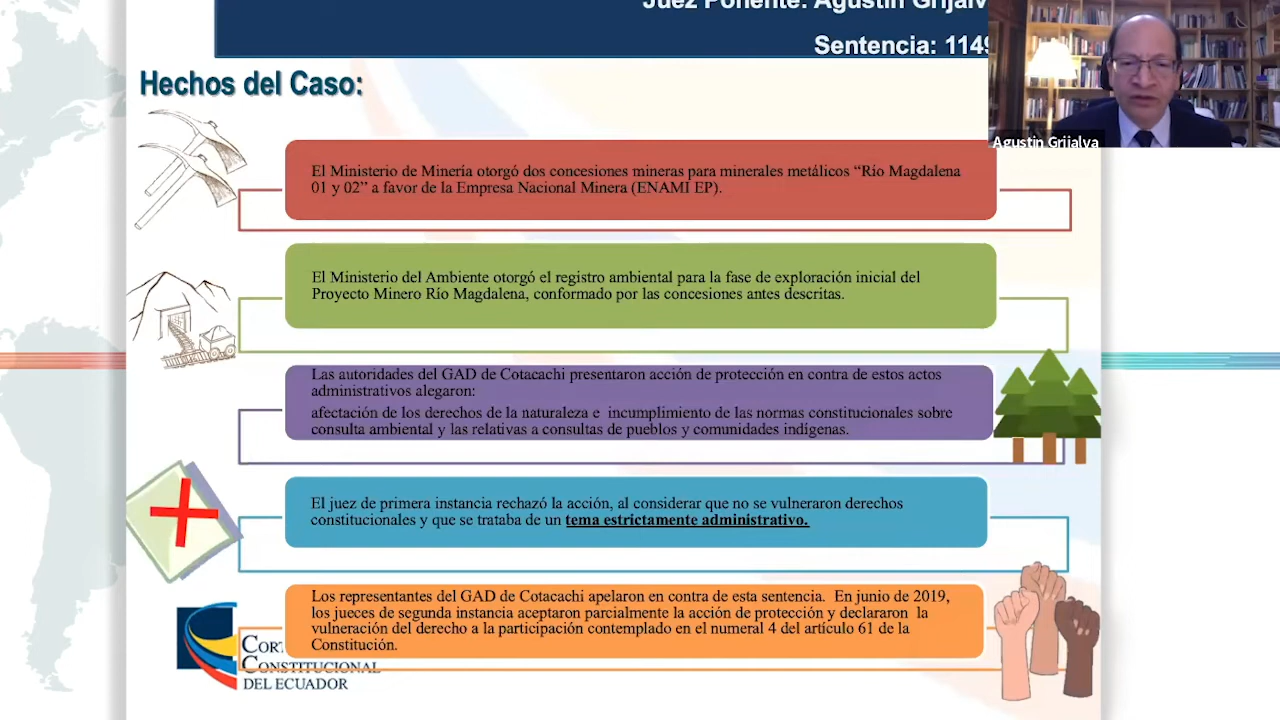 Juez Ponente: Agustín Grijalv
Sentencia: 1149
Agustin Grijalva
Hechos del Caso:
El Ministerio de Minería otorgó dos concesiones mineras para minerales metálicos “Río Magdalena
01 y 02” a favor de la Empresa Nacional Minera (ENAMI EP).
El Ministerio del Ambiente otorgó el registro ambiental para la fase de exploración inicial del
Proyecto Minero Río Magdalena, conformado por las concesiones antes descritas.
Las autoridades del GAD de Cotacachi presentaron acción de protección en contra de estos actos
administrativos alegaron:
afectación de los derechos de la naturaleza e incumplimiento de las normas constitucionales sobre
consulta ambiental y las relativas a consultas de pueblos y comunidades indígenas.
El juez de primera instancia rechazó la acción, al considerar que no se vulneraron derechos
constitucionales y que se trataba de un tema estrictamente administrativo.
Los representantes del GAD de Cotacachi apelaron en contra de esta sentencia. En junio de 2019,
los jueces de segunda instancia aceptaron parcialmente la acción de protección y declararon la
vulneración del derecho a la participación contemplado en el numeral 4 del artículo 61 de la
Constitución.
CORT
CONSTITUCIONAL
DEL ECUADOR